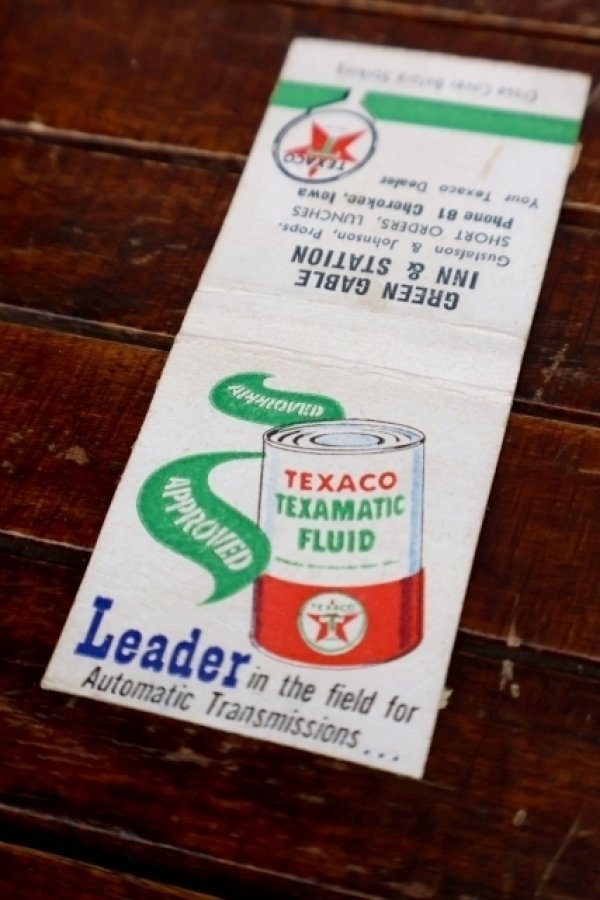 Close Cover Before Striking
TEXACO
T
GREEN GABLE
INN & STATION
Gustafson & Johnson, Props.
SHORT ORDERS, LUNCHES
Phone 81 Cherokee, Iowa
Your Texaco Dealer
APPROVED
APPROVED
TEXACO
TEXAMATIC
FLUID
TEXACO
T
Leader in the field for
Automatic Transmissions...